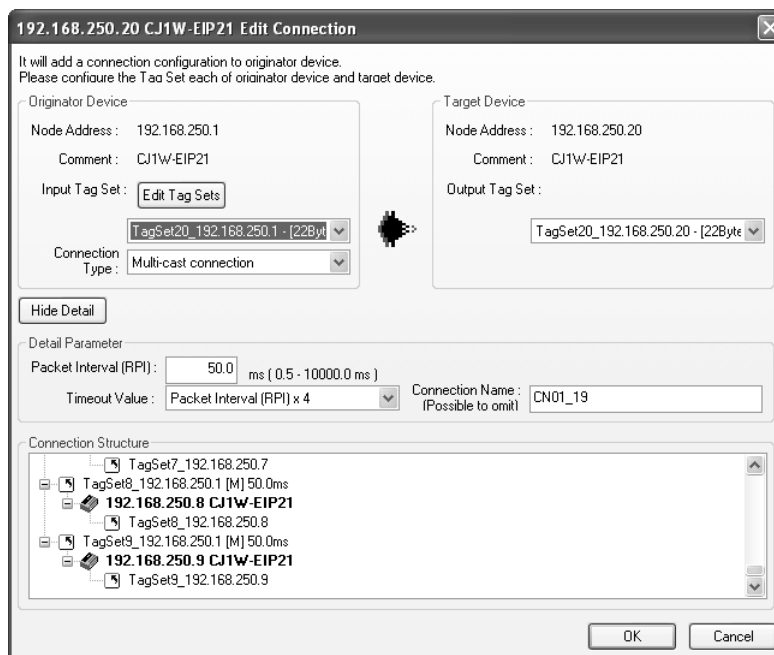 192.168.250.20 CJ1W-EIP21 Edit Connection
It will add a connection configuration to originator device.
Please configure the Tag Set each of originator device and target device.
Originator Device
Node Address : 192.168.250.1
Comment : CJ1W-EIP21
Input Tag Set : Edit Tag Sets
TagSet20_192.168.250.1 - [22Byt
Connection Type : Multi-cast connection
Target Device
Node Address : 192.168.250.20
Comment : CJ1W-EIP21
Output Tag Set :
TagSet20_192.168.250.20 - [22Byte
Hide Detail
Detail Parameter
Packet Interval (RPI) : 50.0 ms ( 0.5 - 10000.0 ms )
Timeout Value : Packet Interval (RPI) x 4
Connection Name : (Possible to omit) CN01_19
Connection Structure
TagSet7_192.168.250.7
TagSet8_192.168.250.1 [M] 50.0ms
192.168.250.8 CJ1W-EIP21
TagSet8_192.168.250.8
TagSet9_192.168.250.1 [M] 50.0ms
192.168.250.9 CJ1W-EIP21
TagSet9_192.168.250.9
OK
Cancel